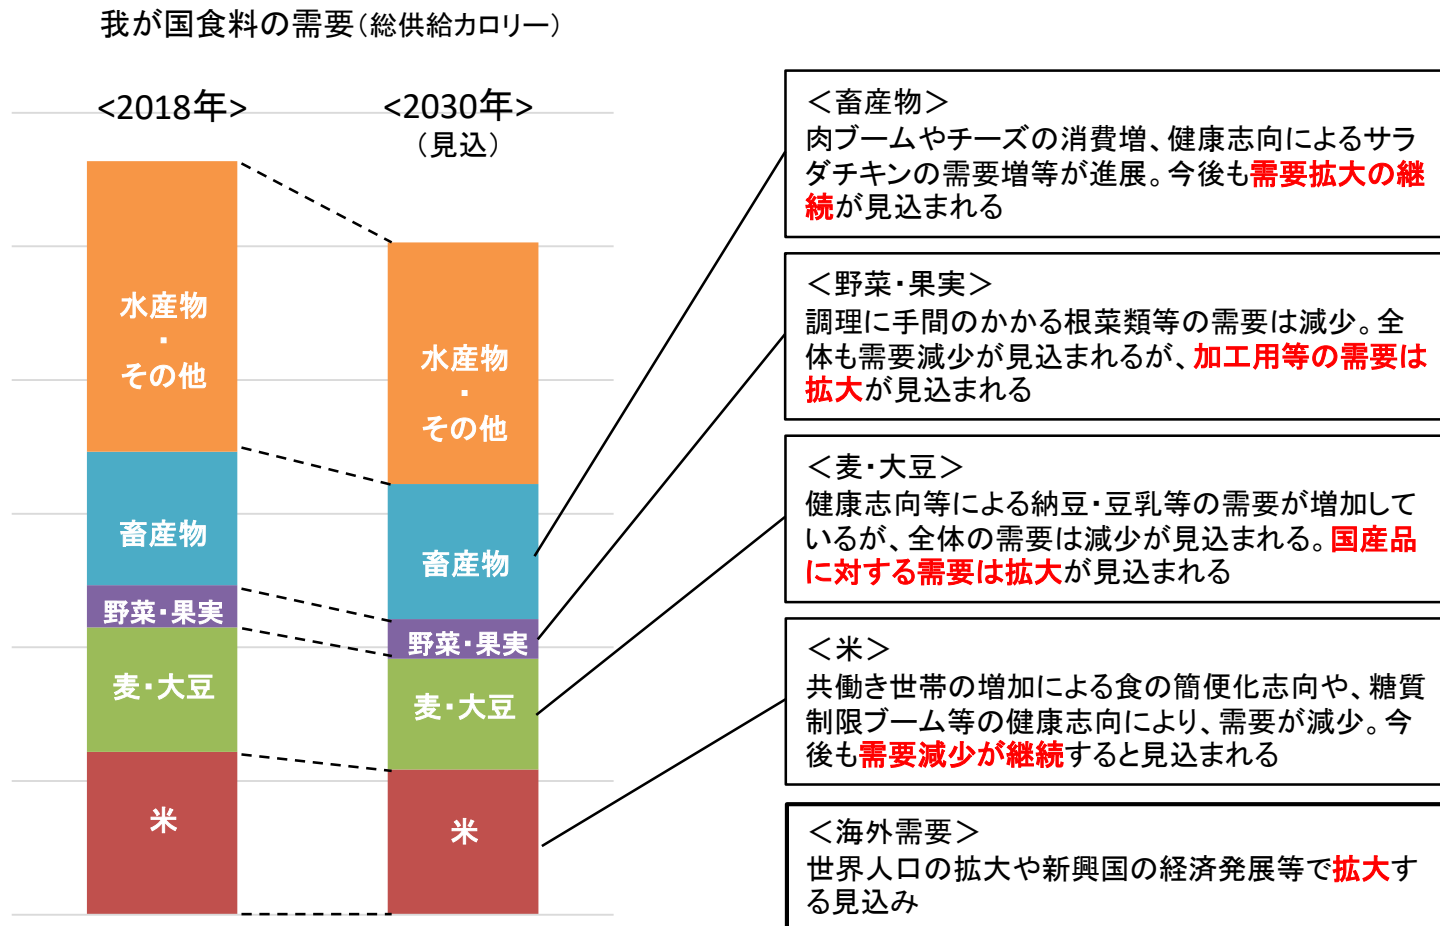 我が国食料の需要（総供給カロリー）
<2018年>
<2030年>
（見込）
水産物
・
その他
畜産物
野菜・果実
麦・大豆
米
水産物
・
その他
畜産物
野菜・果実
麦・大豆
米
＜畜産物＞
肉ブームやチーズの消費増、健康志向によるサラ
ダチキンの需要増等が進展。今後も需要拡大の継
続が見込まれる
＜野菜・果実＞
調理に手間のかかる根菜類等の需要は減少。全
体も需要減少が見込まれるが、加工用等の需要は
拡大が見込まれる
＜麦・大豆＞
健康志向等による納豆・豆乳等の需要が増加して
いるが、全体の需要は減少が見込まれる。国産品
に対する需要は拡大が見込まれる
＜米＞
共働き世帯の増加による食の簡便化志向や、糖質
制限ブーム等の健康志向により、需要が減少。今
後も需要減少が継続すると見込まれる
＜海外需要＞
世界人口の拡大や新興国の経済発展等で拡大す
る見込み